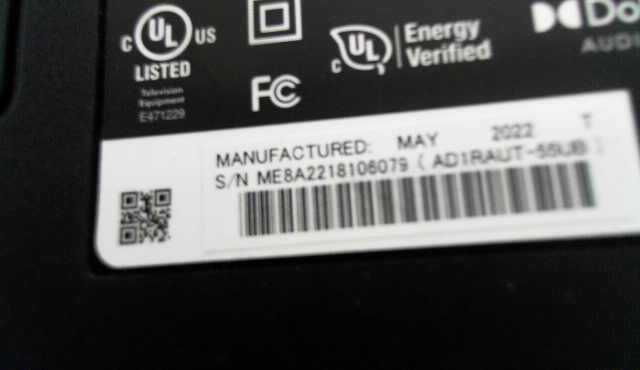 c UL US
LISTED
Television
Equipment
E471229
FC
c UL
Energy
Verified
MANUFACTURED: MAY 2022 T
S/N ME8A2218106079 ( AD1RAUT-55UB )